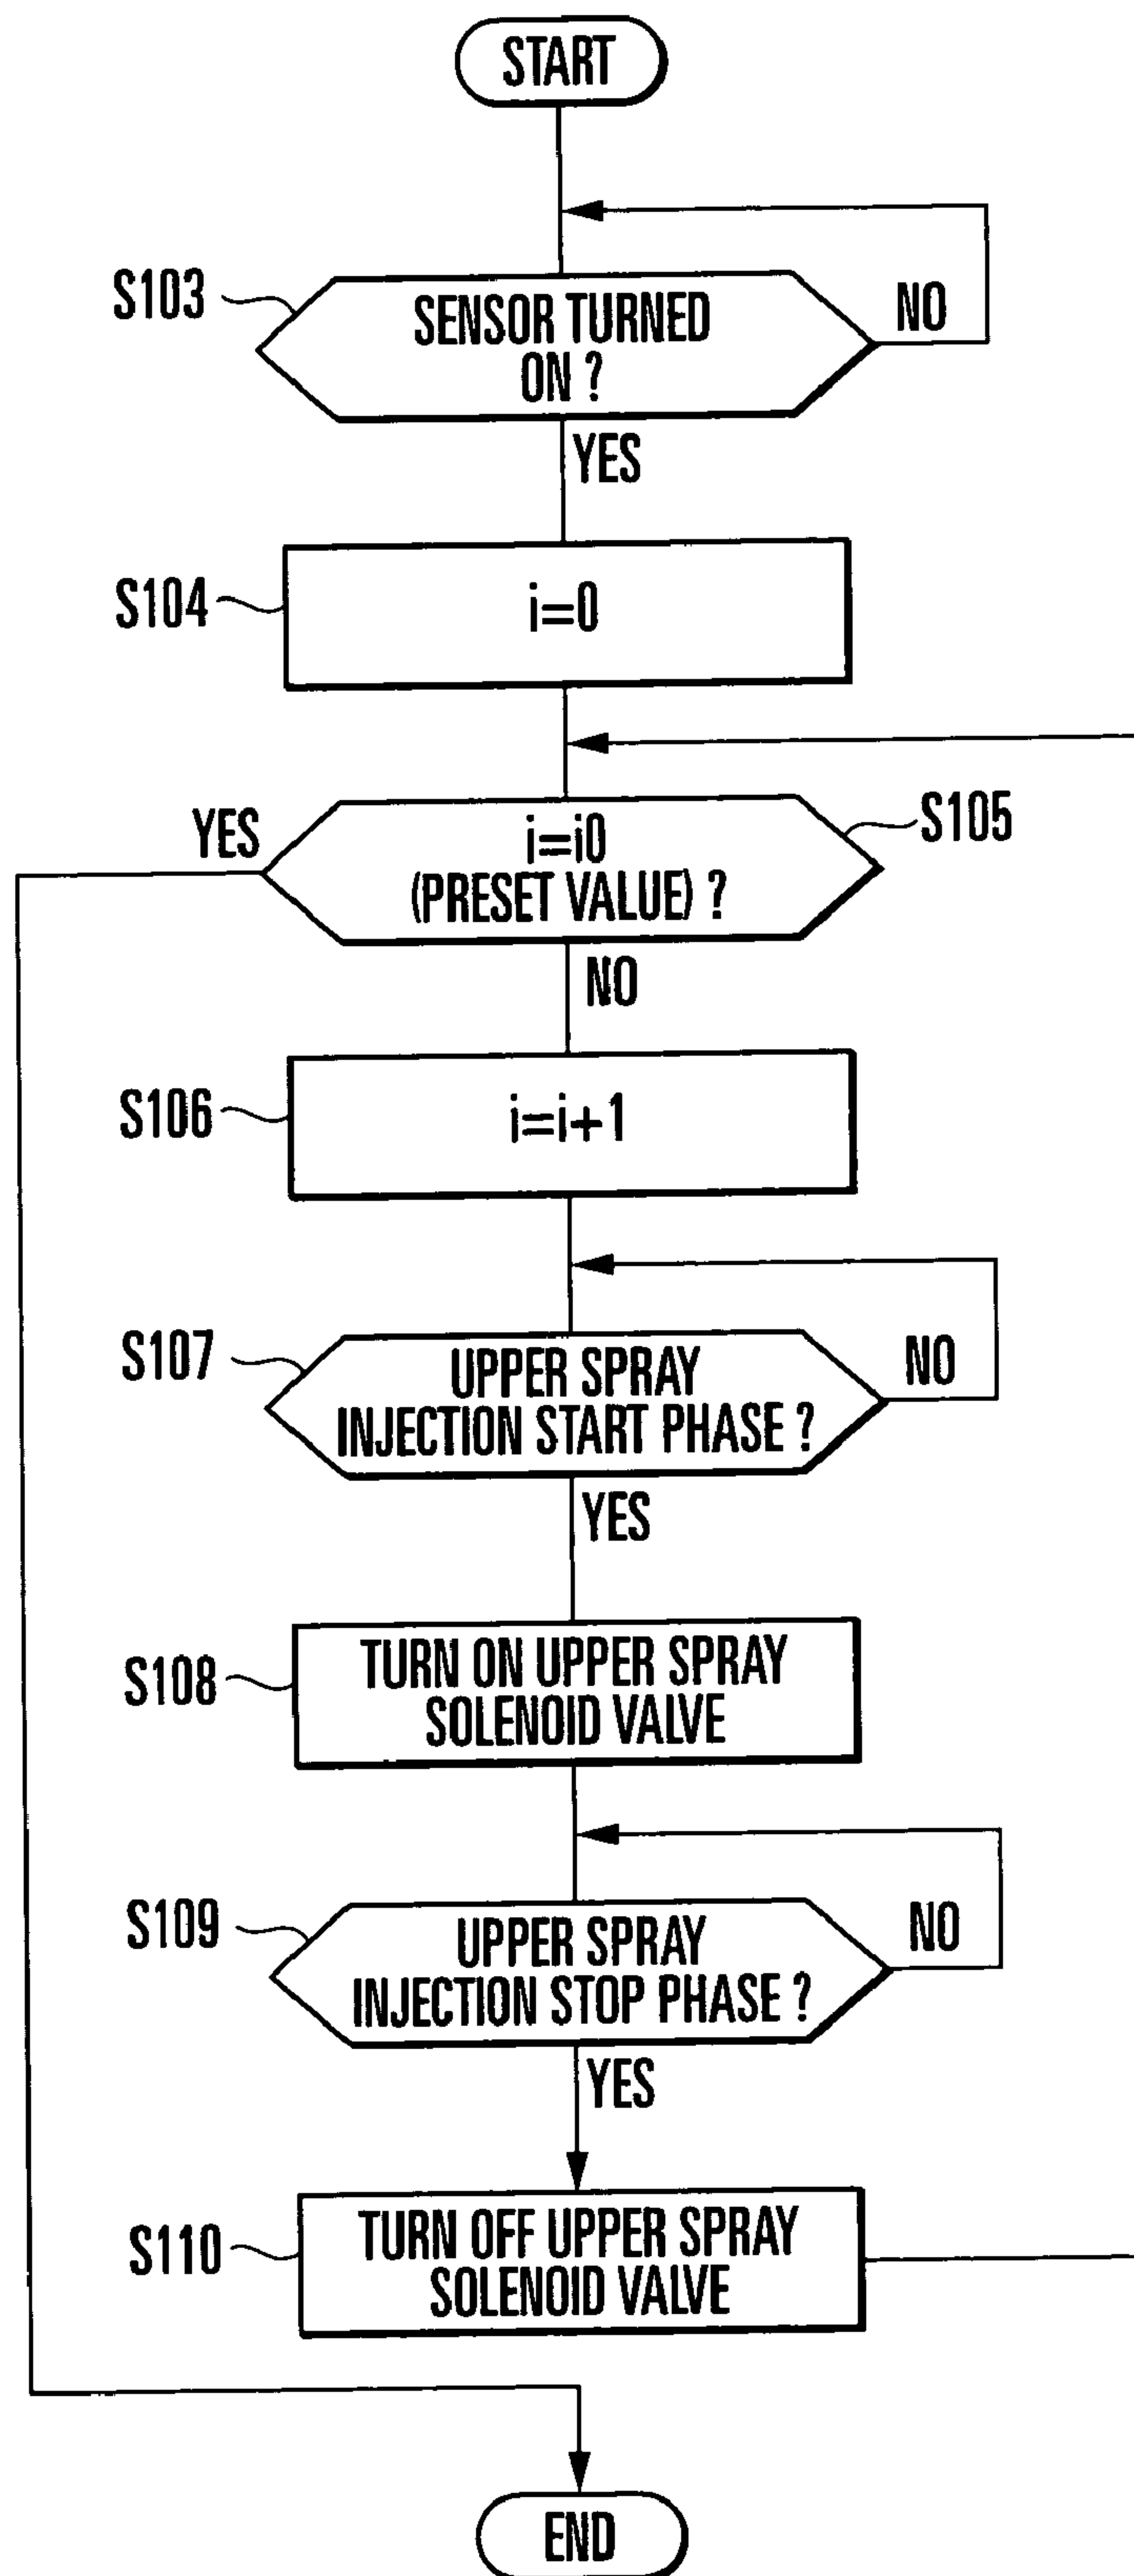 START
S103
SENSOR TURNED
ON ?
NO
YES
S104
i=0
YES
i=i0
(PRESET VALUE) ?
S105
NO
S106
i=i+1
S107
UPPER SPRAY
INJECTION START PHASE ?
NO
YES
S108
TURN ON UPPER SPRAY
SOLENOID VALVE
S109
UPPER SPRAY
INJECTION STOP PHASE ?
NO
YES
S110
TURN OFF UPPER SPRAY
SOLENOID VALVE
END